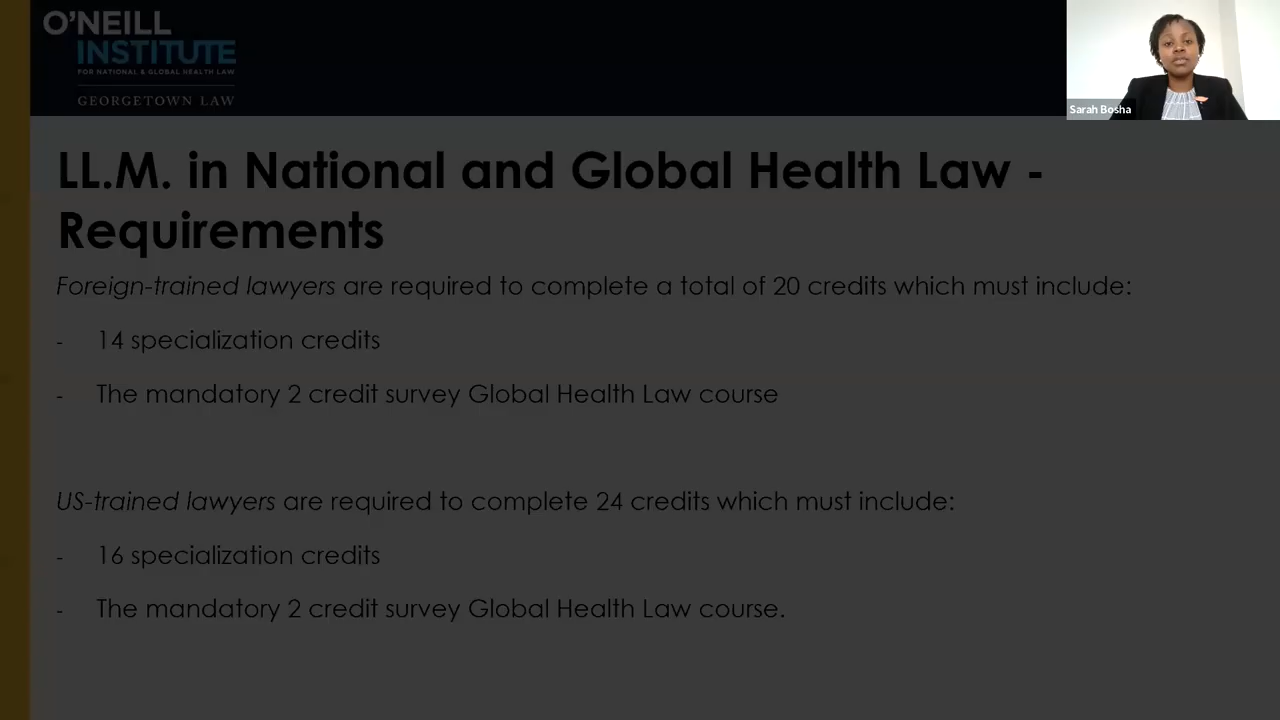 O'NEILL
INSTITUTE
FOR NATIONAL & GLOBAL HEALTH LAW
GEORGETOWN LAW
Sarah Bosha
LL.M. in National and Global Health Law -
Requirements
Foreign-trained lawyers are required to complete a total of 20 credits which must include:
- 14 specialization credits
- The mandatory 2 credit survey Global Health Law course
US-trained lawyers are required to complete 24 credits which must include:
- 16 specialization credits
- The mandatory 2 credit survey Global Health Law course.